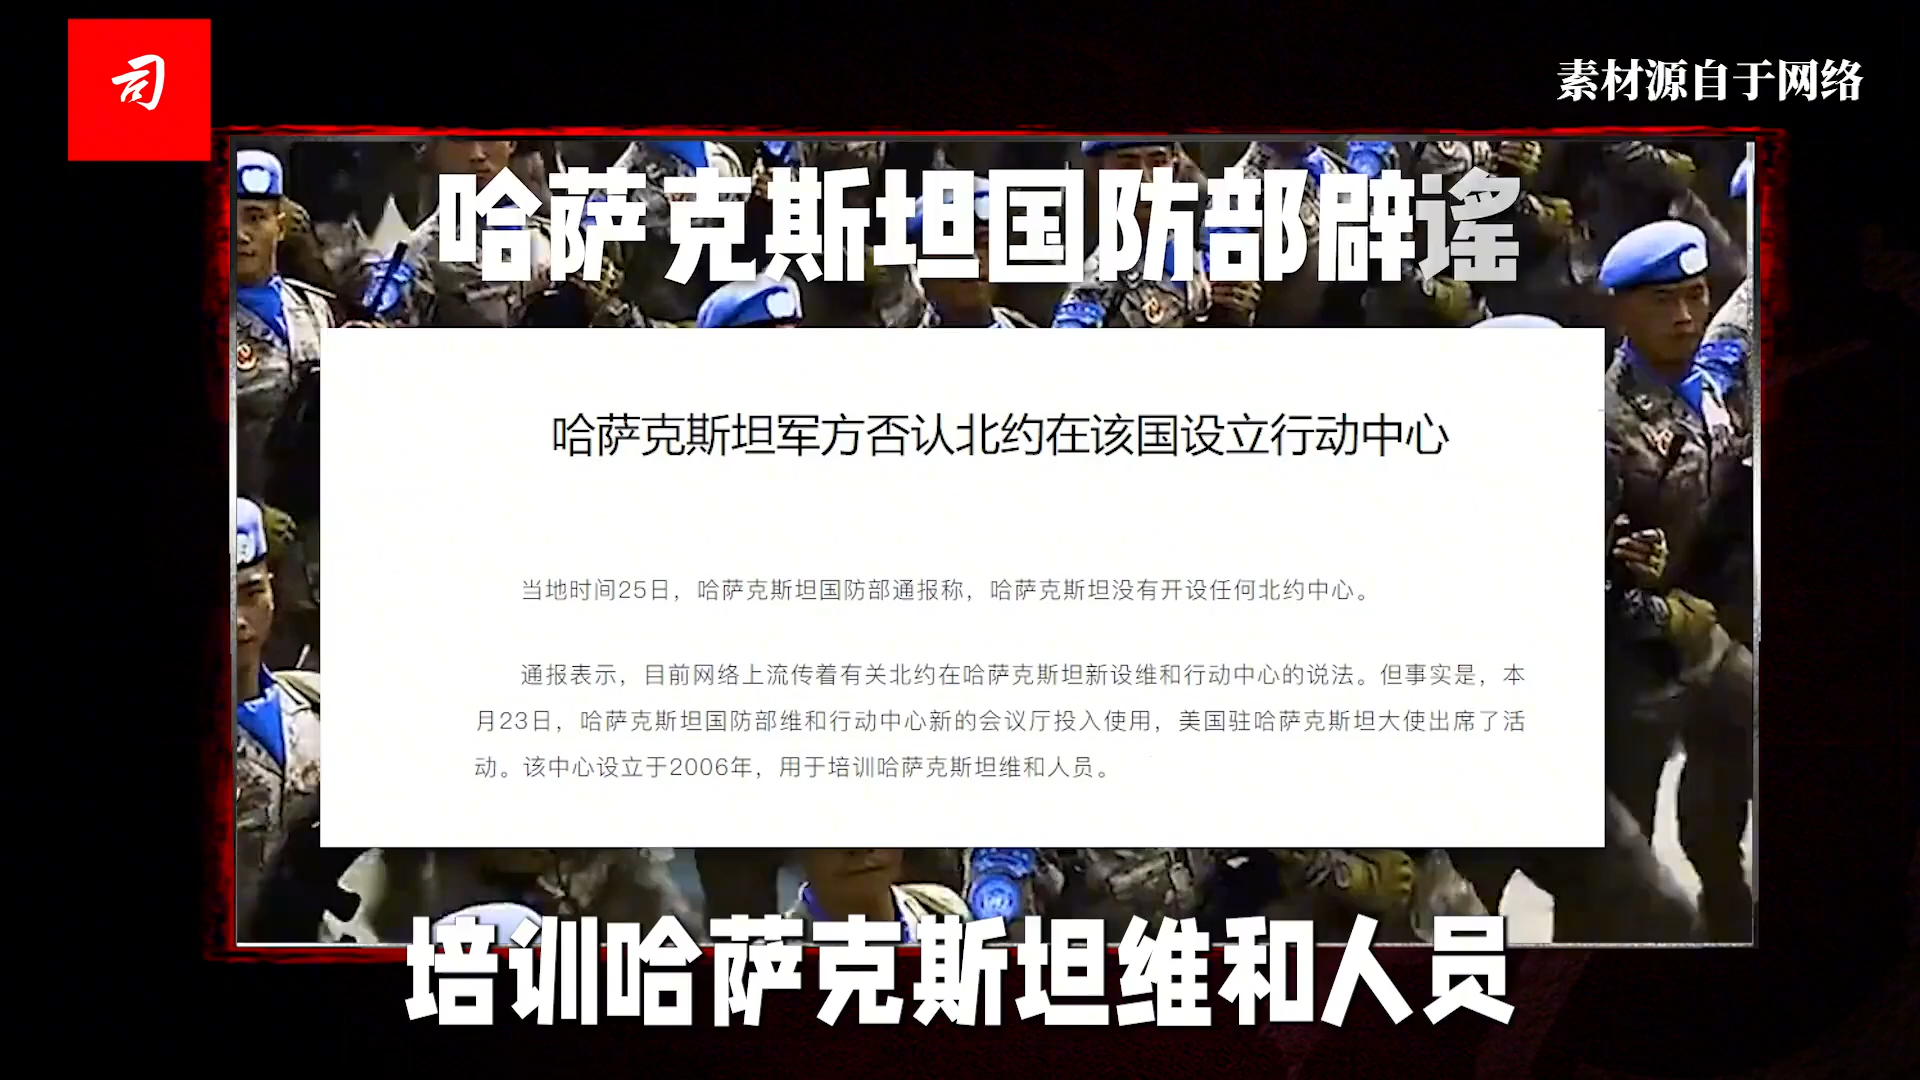 司
素材源自于网络
哈萨克斯坦国防部辟谣
哈萨克斯坦军方否认北约在该国设立行动中心
当地时间25日，哈萨克斯坦国防部通报称，哈萨克斯坦没有开设任何北约中心。
通报表示，目前网络上流传着有关北约在哈萨克斯坦新设维和行动中心的说法。但事实是，本
月23日，哈萨克斯坦国防部维和行动中心新的会议厅投入使用，美国驻哈萨克斯坦大使出席了活
动。该中心设立于2006年，用于培训哈萨克斯坦维和人员。
培训哈萨克斯坦维和人员